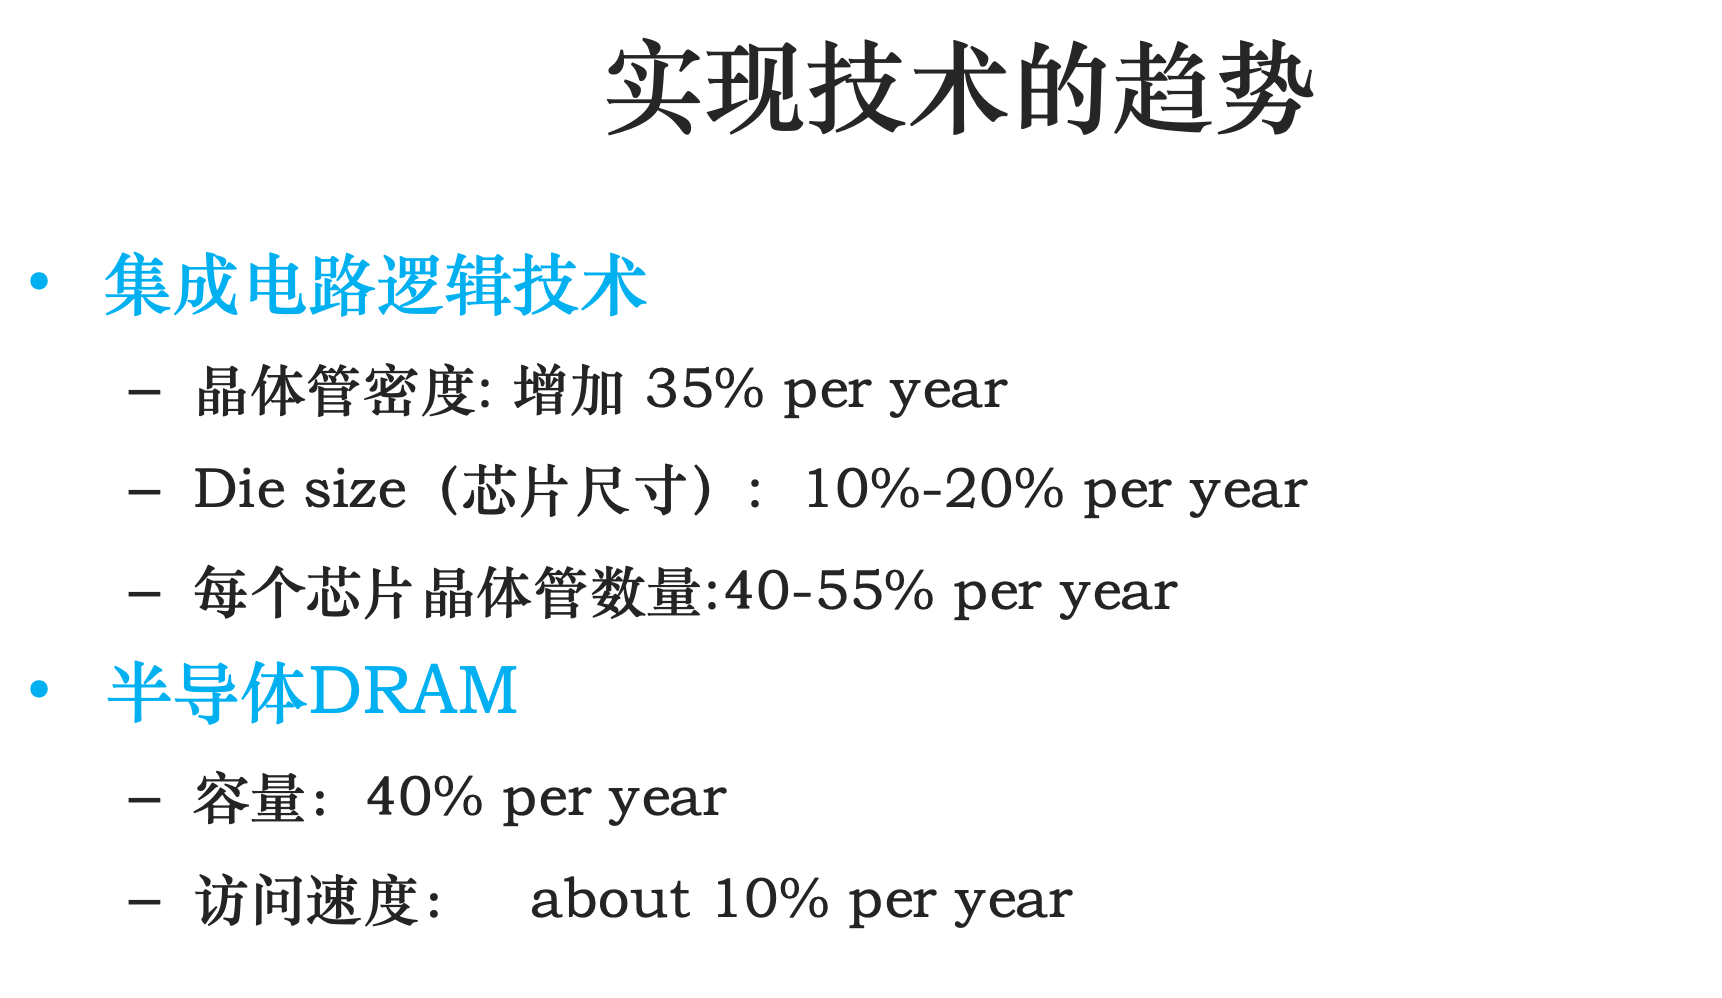 实现技术的趋势
• 集成电路逻辑技术
– 晶体管密度: 增加 35% per year
– Die size（芯片尺寸）: 10%-20% per year
– 每个芯片晶体管数量:40-55% per year
• 半导体DRAM
– 容量：40% per year
– 访问速度： about 10% per year